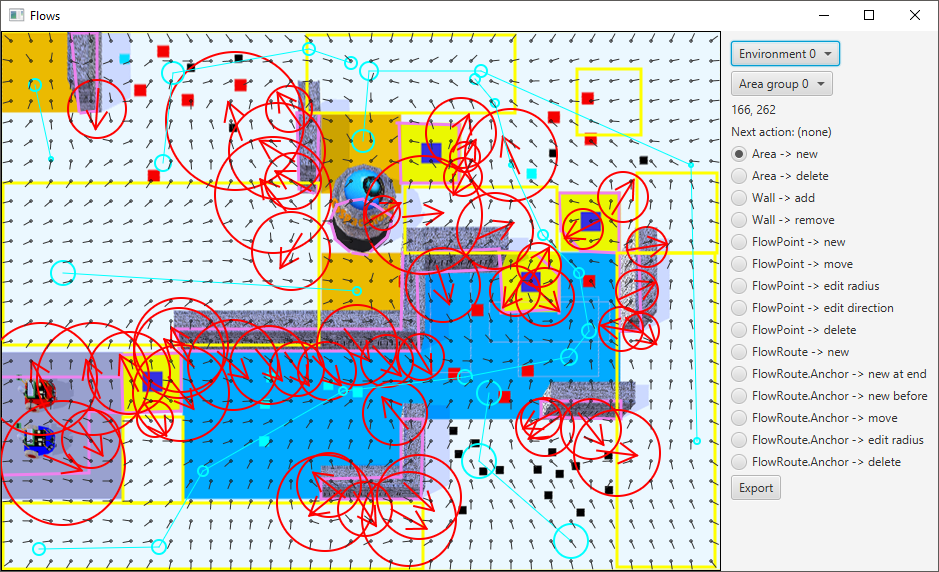 Flows
Environment 0
Area group 0
166, 262
Next action: (none)
Area -> new
Area -> delete
Wall -> add
Wall -> remove
FlowPoint -> new
FlowPoint -> move
FlowPoint -> edit radius
FlowPoint -> edit direction
FlowPoint -> delete
FlowRoute -> new
FlowRoute.Anchor -> new at end
FlowRoute.Anchor -> new before
FlowRoute.Anchor -> move
FlowRoute.Anchor -> edit radius
FlowRoute.Anchor -> delete
Export